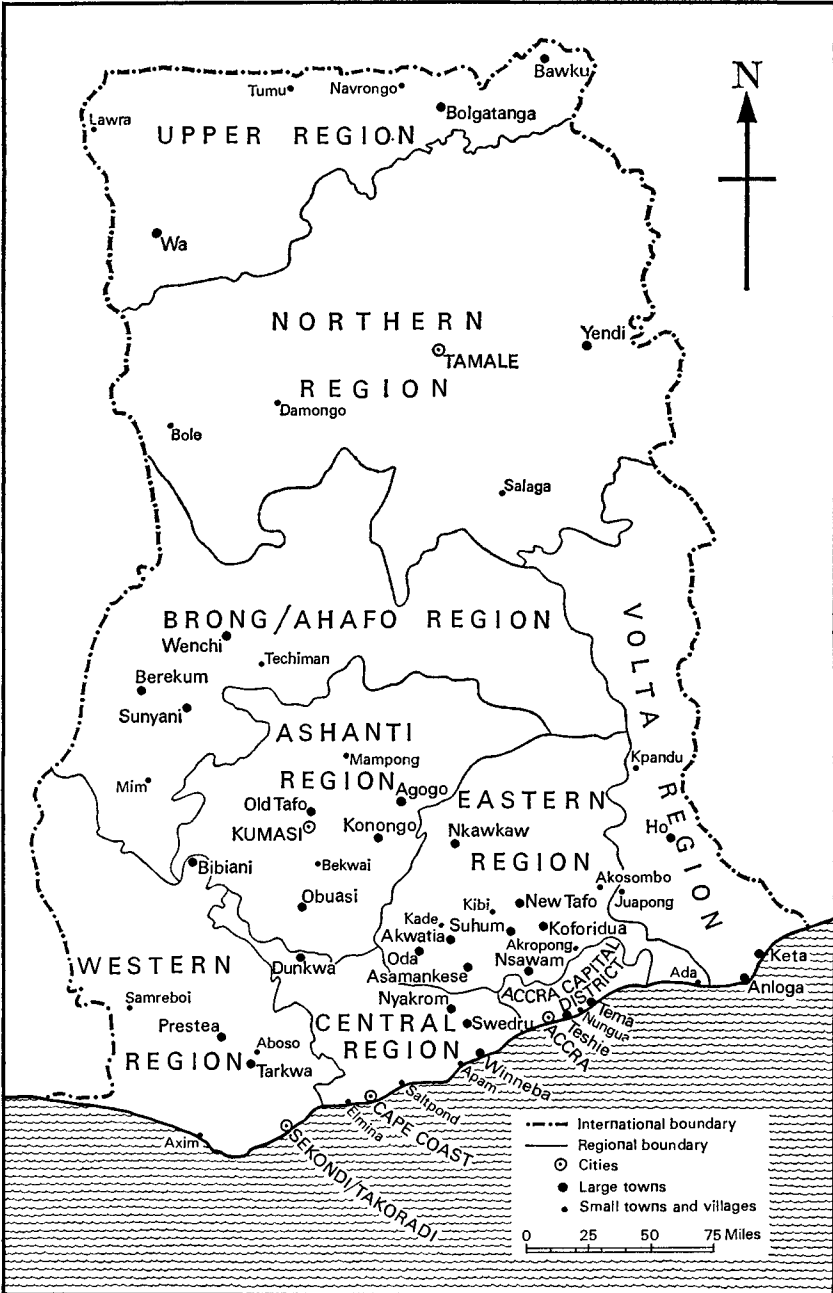 Bawku
N
Tumu
Navrongo
Bolgatanga
Lawra
UPPER REGION
Wa
NORTHERN
REGION
Yendi
TAMALE
Damongo
Bole
Salaga
BRONG/AHAFO REGION
Wenchi
Techiman
Berekum
Sunyani
VOLTA REGION
ASHANTI
REGION
Mampong
Kpandu
Mim
Agogo
EASTERN
REGION
Old Tafo
KUMASI
Konongo
Nkawkaw
Ho
Bibiani
Bekwai
Akosombo
Juapong
Obuasi
Kibi
New Tafo
Kade
Suhum
Koforidua
Akwatia
Akropong
Oda
Nsawam
Asamankese
WESTERN
REGION
Dunkwa
ACCRA CAPITAL
DISTRICT
Ada
Keta
Anloga
Samreboi
Nyakrom
Tema
Nungua
Teshie
ACCRA
Prestea
CENTRAL
REGION
Swedru
Aboso
Tarkwa
Winneba
Apam
Saltpond
CAPE COAST
Elmina
Axim
SEKONDI/TAKORADI
International boundary
Regional boundary
Cities
Large towns
Small towns and villages
0 25 50 75 Miles